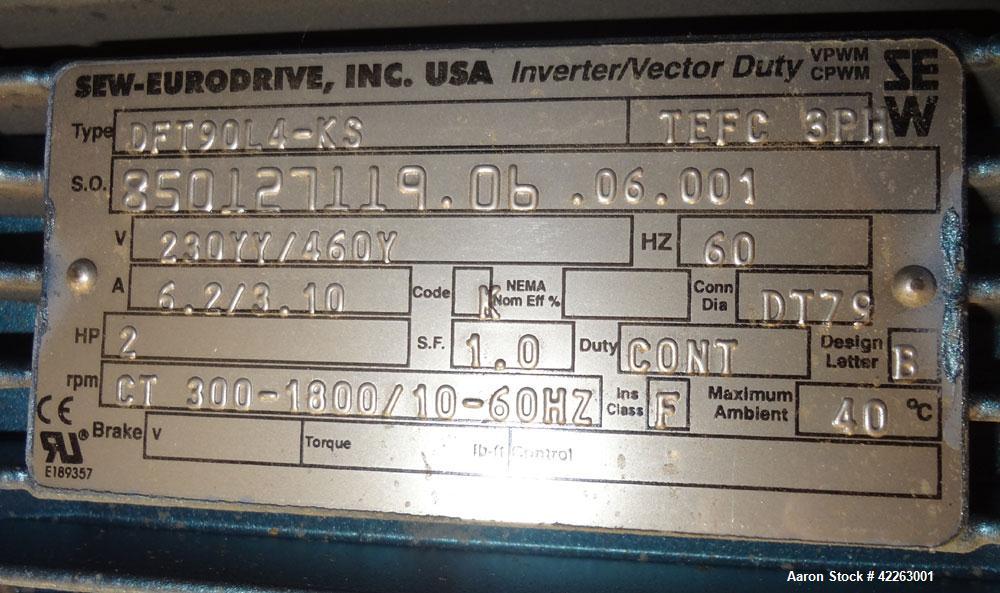 SEW-EURODRIVE, INC. USA Inverter/Vector Duty VPWM CPWM SEW
Type DFT90L4-KS TEFC 3PH
S.O. 850127119.06 .06.001
V 230YY/460Y HZ 60
A 6.2/3.10 Code K NEMA Nom Eff % Conn Dia DT79
HP 2 S.F. 1.0 Duty CONT Design Letter B
rpm CT 300-1800/10-60HZ Ins Class F Maximum Ambient 40 °C
CE
Brake V Torque lb-ft Control
E189357
Aaron Stock # 42263001